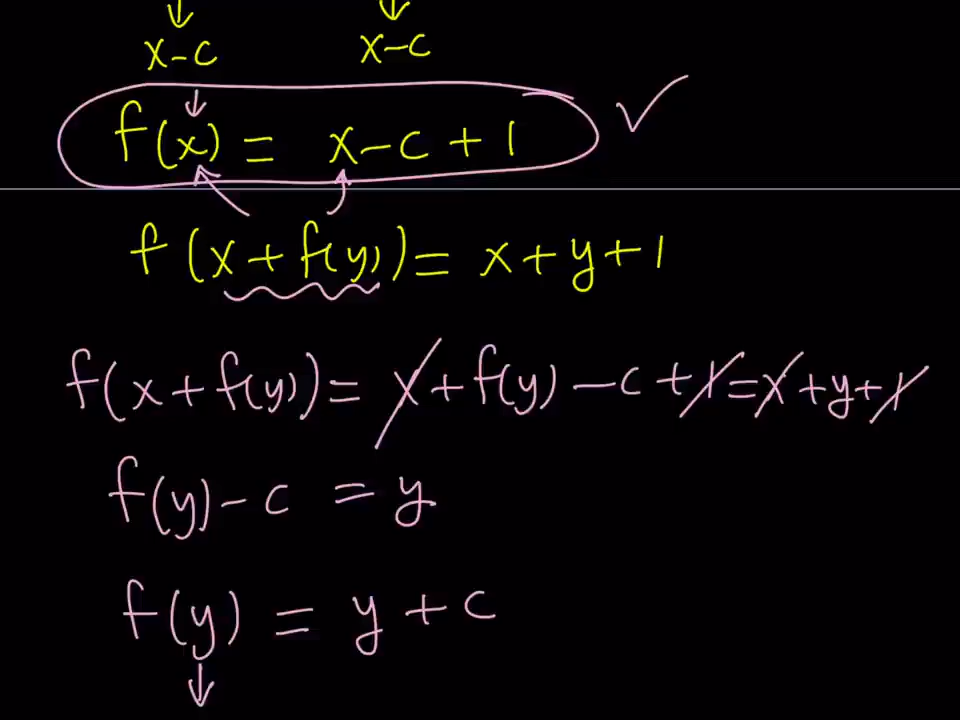 x-c x-c
f(x) = x-c+1
f(x+f(y)) = x+y+1
f(x+f(y)) = x+f(y)-c+1=x+y+1
f(y)-c = y
f(y) = y+c